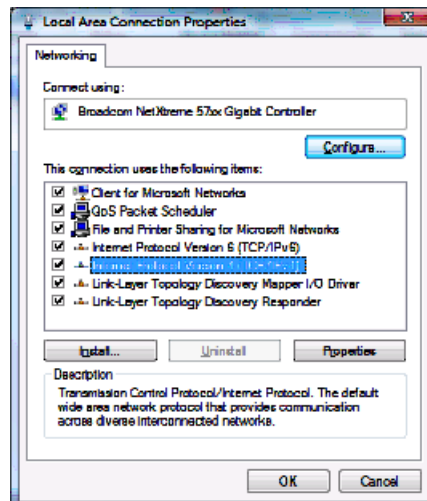 Local Area Connection Properties
Networking
Connect using:
Broadcom NetXtreme 57xx Gigabit Controller
Configure...
This connection uses the following items:
Client for Microsoft Networks
QoS Packet Scheduler
File and Printer Sharing for Microsoft Networks
Internet Protocol Version 6 (TCP/IPv6)
Internet Protocol Version
Link-Layer Topology Discovery Mapper I/O Driver
Link-Layer Topology Discovery Responder
Install...
Uninstall
Properties
Description
Transmission Control Protocol/Internet Protocol. The default
wide area network protocol that provides communication
across diverse interconnected networks.
OK
Cancel